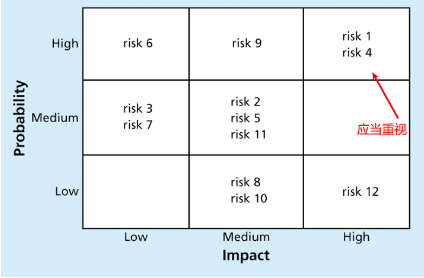 Probability
High
risk 6
risk 9
risk 1
risk 4
Medium
risk 3
risk 7
risk 2
risk 5
risk 11
应当重视
Low
risk 8
risk 10
risk 12
Low
Medium
High
Impact